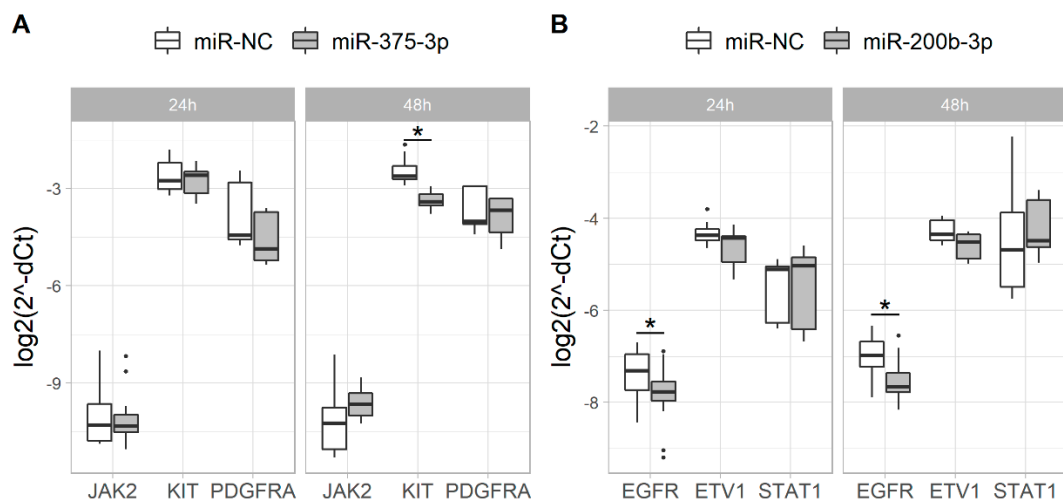 A
miR-NC miR-375-3p
24h 48h
*
-3
-6
-9
log2(2^-dCt)
JAK2 KIT PDGFRA JAK2 KIT PDGFRA
B
miR-NC miR-200b-3p
24h 48h
-2
-4
-6
* *
-8
log2(2^-dCt)
EGFR ETV1 STAT1 EGFR ETV1 STAT1